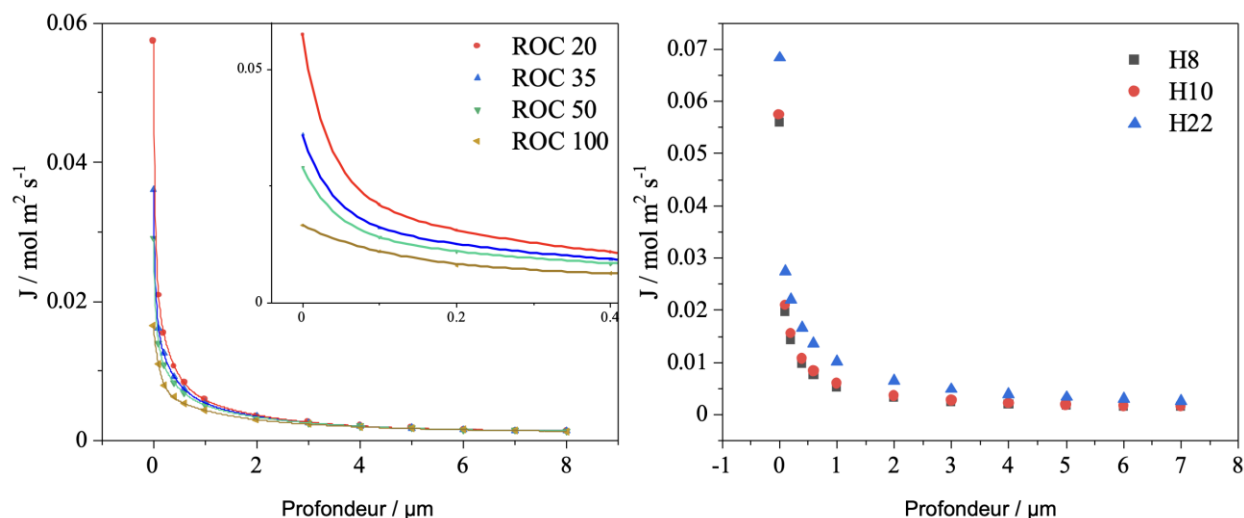 0.06
0.04
0.02
0
J / mol m² s⁻¹
0.05
0
0
0.2
0.4
ROC 20
ROC 35
ROC 50
ROC 100
0
2
4
6
8
Profondeur / µm
0.07
0.06
0.05
0.04
0.03
0.02
0.01
0
J / mol m² s⁻¹
H8
H10
H22
-1
0
1
2
3
4
5
6
7
8
Profondeur / µm